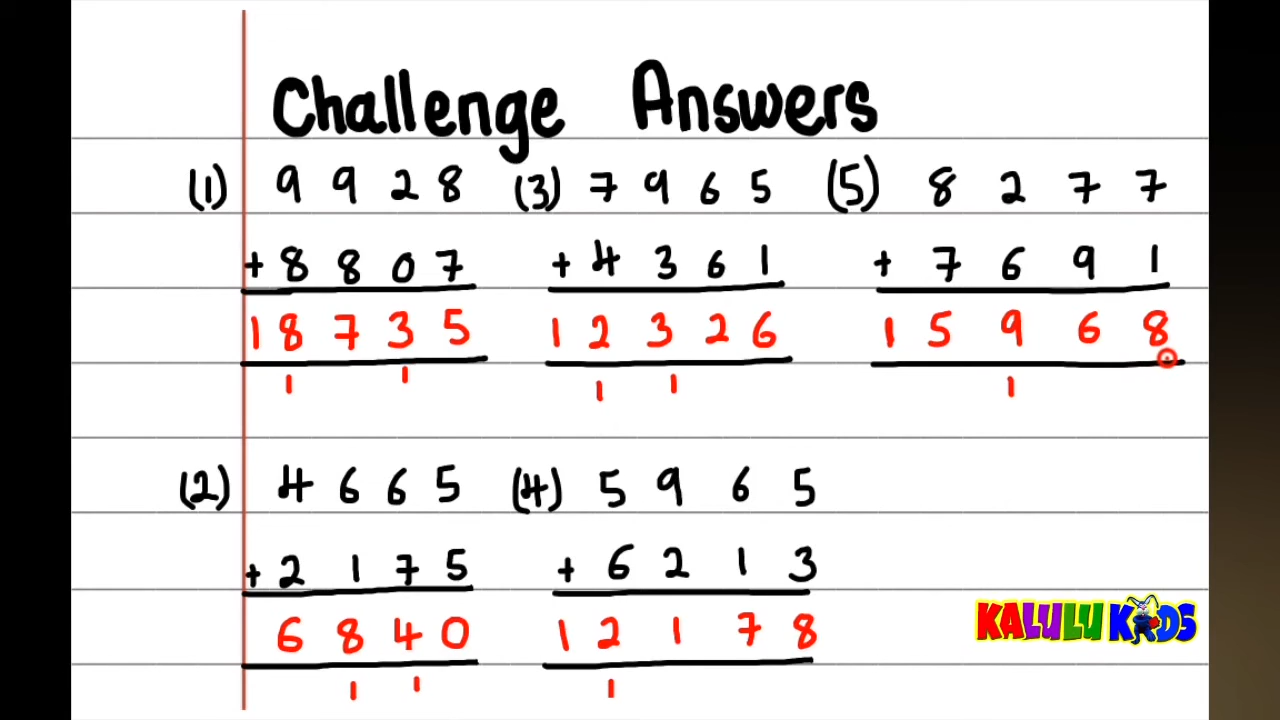 Challenge Answers
(1) 9 9 2 8 (3) 7 9 6 5 (5) 8 2 7 7
+ 8 8 0 7 + 4 3 6 1 + 7 6 9 1
1 8 7 3 5 1 2 3 2 6 1 5 9 6 8
1 1 1 1 1
(2) 4 6 6 5 (4) 5 9 6 5
+ 2 1 7 5 + 6 2 1 3
6 8 4 0 1 2 1 7 8
1 1 1
KALULU KIDS